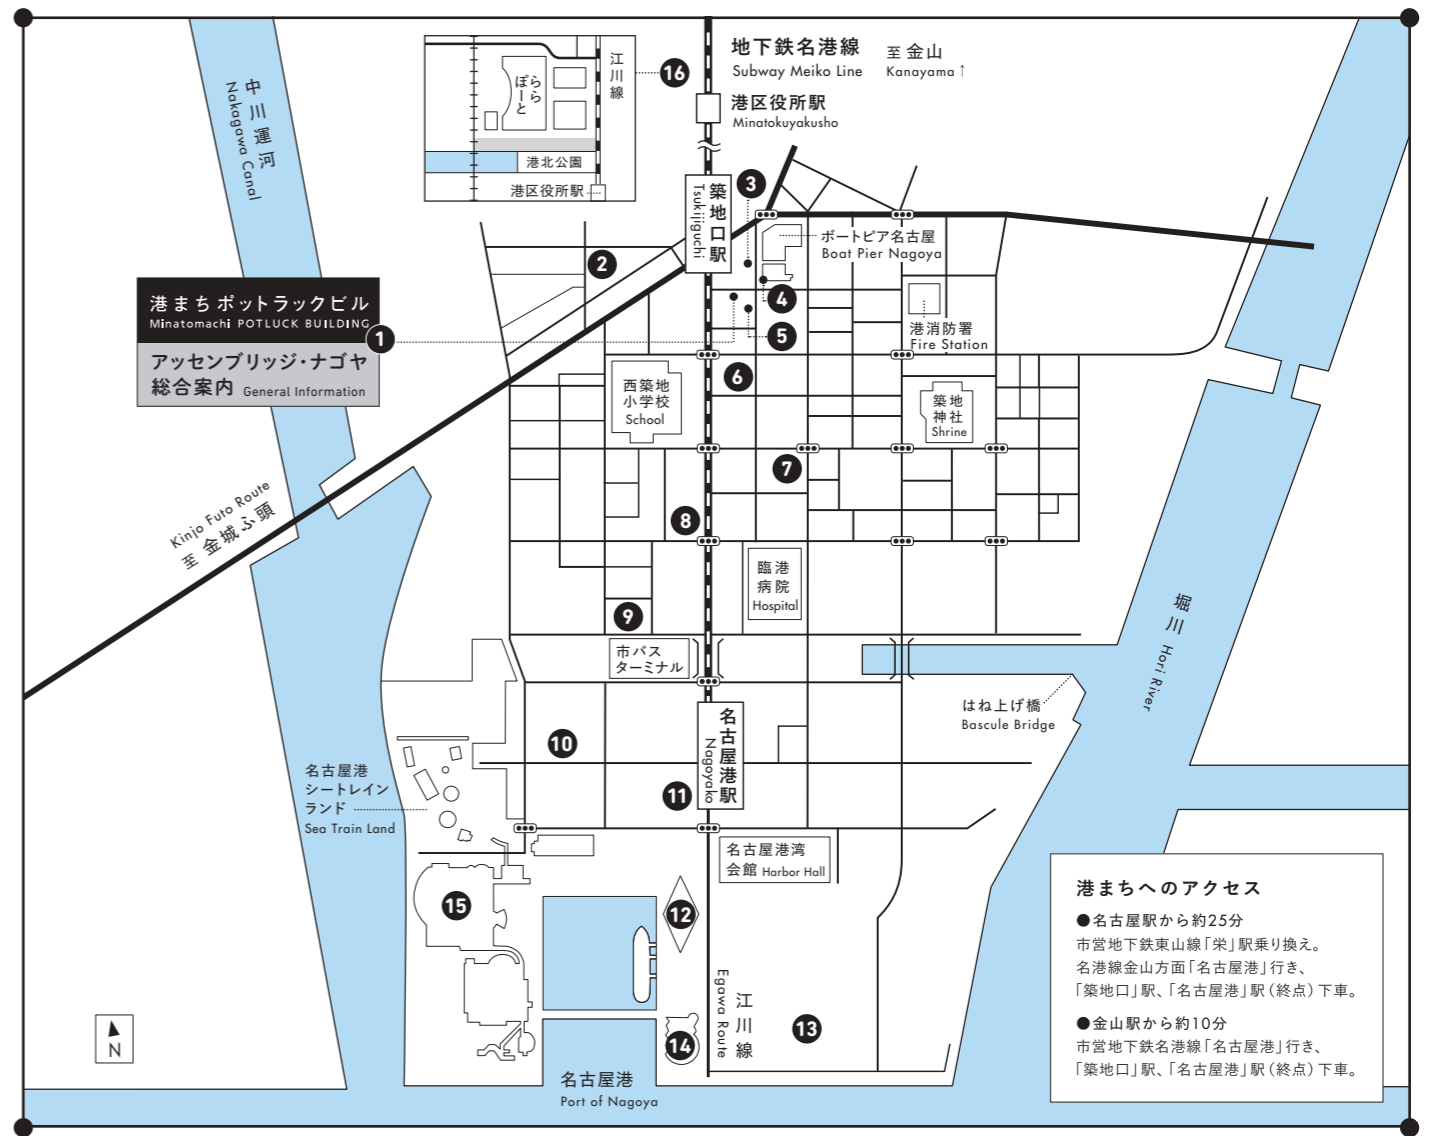 地下鉄名港線
Subway Meiko Line
至 金山
Kanayama↑
港区役所駅
Minatokuyakusho
16
江川線
ららぽーと
港北公園
港区役所駅
中川運河
Nakagawa Canal
築地口駅
Tsukijiguchi
3
ボートピア名古屋
Boat Pier Nagoya
2
4
5
港まちポットラックビル
Minatomachi POTLUCK BUILDING
1
アッセンブリッジ・ナゴヤ
総合案内 General Information
港消防署
Fire Station
西築地
小学校
School
6
築地
神社
Shrine
7
8
Kinjo Futo Route
至 金城ふ頭
臨港
病院
Hospital
9
市バス
ターミナル
堀川 Hori River
はね上げ橋
Bascule Bridge
名古屋港駅
Nagoyako
10
11
名古屋港
シートレイン
ランド
Sea Train Land
名古屋港湾
会館 Harbor Hall
12
15
江川線
Egawa Route
13
14
N
名古屋港
Port of Nagoya
港まちへのアクセス
●名古屋駅から約25分
市営地下鉄東山線「栄」駅乗り換え。
名港線金山方面「名古屋港」行き、
「築地口」駅、「名古屋港」駅(終点)下車。
●金山駅から約10分
市営地下鉄名港線「名古屋港」行き、
「築地口」駅、「名古屋港」駅(終点)下車。